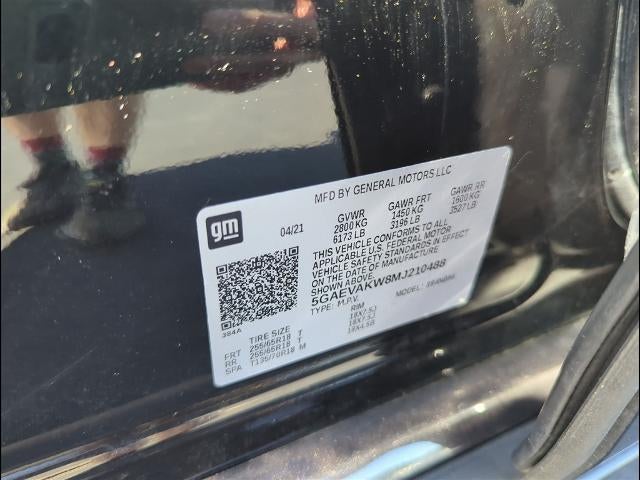 MFD BY GENERAL MOTORS LLC
gm
04/21
GVWR GAWR FRT GAWR RR
2800 KG 1450 KG 1600 KG
6173 LB 3196 LB 3527 LB
THIS VEHICLE CONFORMS TO ALL
APPLICABLE U.S. FEDERAL MOTOR
VEHICLE SAFETY STANDARDS IN EFFECT
ON THE DATE OF MANUFACTURE
SHOWN ABOVE.
5GAEVAKW8MJ210488
TYPE: M.P.V. MODEL:
384A
TIRE SIZE RIM
FRT 255/65R18 T 18X7.5J
RR 255/65R18 T 18X7.5J
SPA T135/70R18 M 18X4.5B